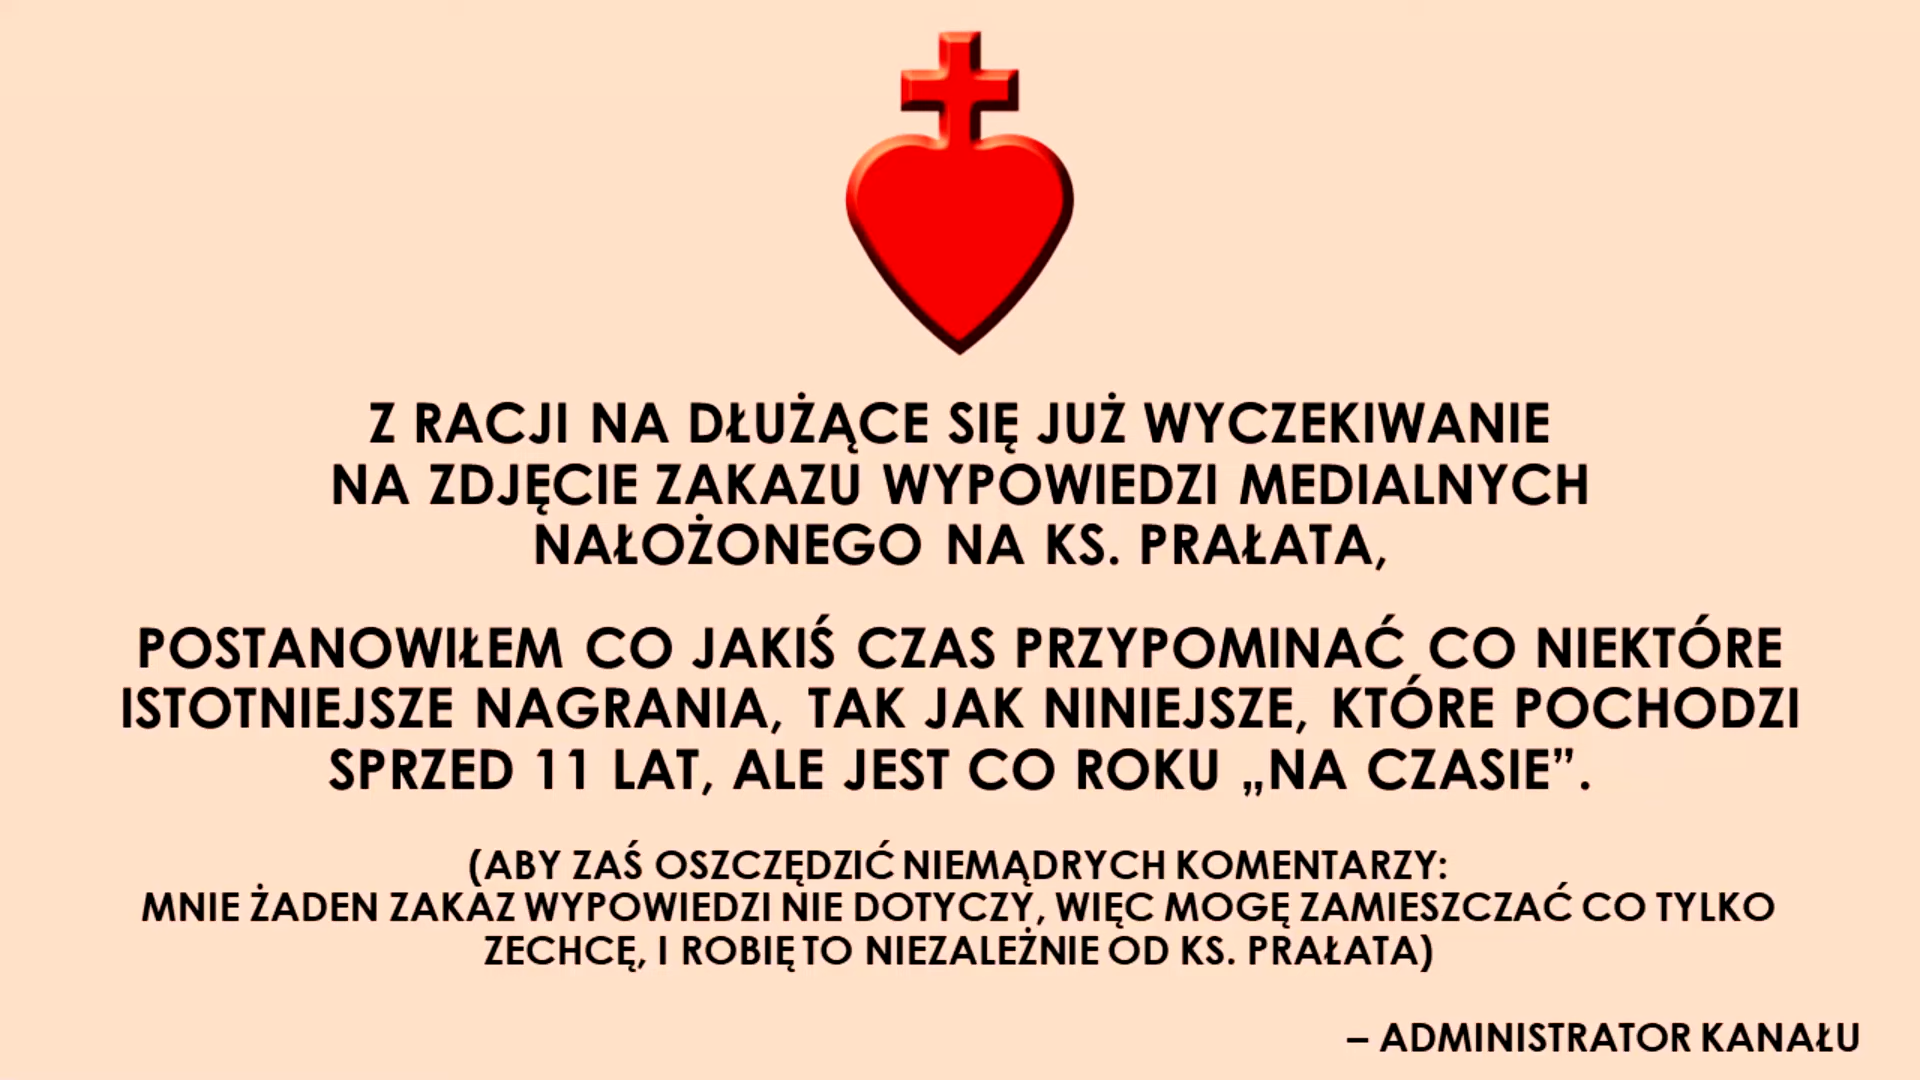 Z RACJI NA DŁUŻĄCE SIĘ JUŻ WYCZEKIWANIE
NA ZDJĘCIE ZAKAZU WYPOWIEDZI MEDIALNYCH
NAŁOŻONEGO NA KS. PRAŁATA,
POSTANOWIŁEM CO JAKIŚ CZAS PRZYPOMINAĆ CO NIEKTÓRE
ISTOTNIEJSZE NAGRANIA, TAK JAK NINIEJSZE, KTÓRE POCHODZI
SPRZED 11 LAT, ALE JEST CO ROKU „NA CZASIE”.
(ABY ZAŚ OSZCZĘDZIĆ NIEMĄDRYCH KOMENTARZY:
MNIE ŻADEN ZAKAZ WYPOWIEDZI NIE DOTYCZY, WIĘC MOGĘ ZAMIESZCZAĆ CO TYLKO
ZECHCĘ, I ROBIĘ TO NIEZALEŻNIE OD KS. PRAŁATA)
– ADMINISTRATOR KANAŁU